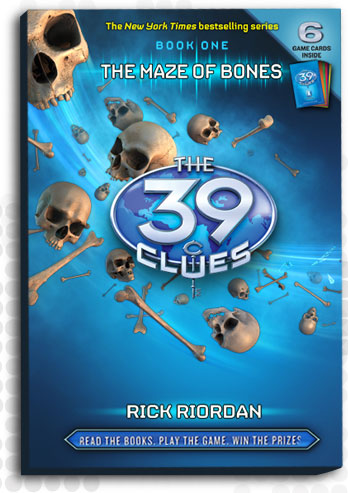 The New York Times bestselling series
BOOK ONE
THE MAZE OF BONES
6
GAME CARDS
INSIDE
39
THE
39
CLUES
RICK RIORDAN
READ THE BOOKS. PLAY THE GAME. WIN THE PRIZES.